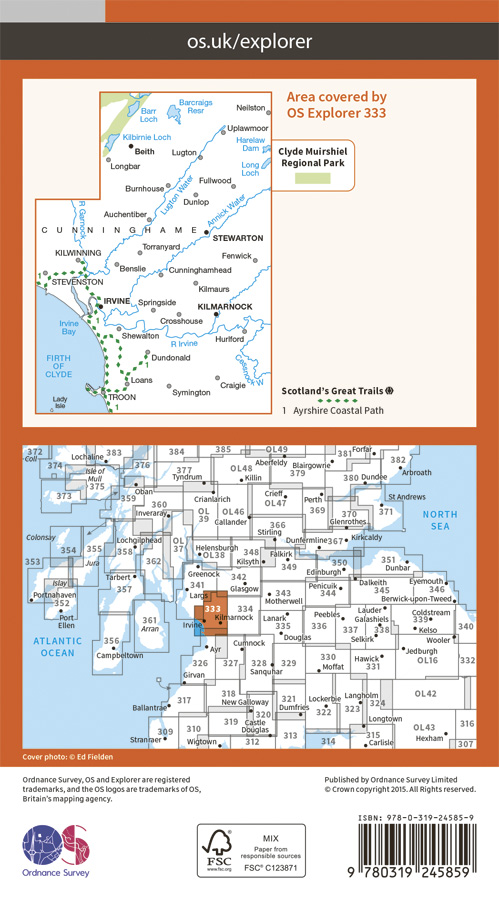 os.uk/explorer
Area covered by
OS Explorer 333
Clyde Muirshiel
Regional Park
Barr
Loch
Barcraigs
Resr
Neilston
Uplawmoor
Kilbirnie Loch
Beith
Lugton
Harelaw
Dam
Long
Loch
Longbar
Burnhouse
Fullwood
Dunlop
Lugton Water
Annick Water
R Garnock
Auchentiber
CUNNINGHAME
STEWARTON
Torranyard
Fenwick
KILWINNING
Benslie
Cunninghamhead
STEVENSTON
1
Kilmaurs
IRVINE
Springside
KILMARNOCK
Crosshouse
1
Irvine
Bay
Shewalton
R Irvine
Hurlford
Dundonald
Cessnock W
FIRTH
OF
CLYDE
Loans
Craigie
Symington
TROON
Lady
Isle
1
Scotland's Great Trails
1 Ayrshire Coastal Path
372
Coll
383
Lochaline
384
385
OL49
Forfar
381
382
374
376
377
Aberfeldy
Blairgowrie
379
Isle of
Mull
375
Tyndrum
OL48
Killin
380
Dundee
Arbroath
373
359
Oban
Crianlarich
Crieff
OL47
Perth
St Andrews
360
Inveraray
OL
39
OL46
Callander
369
370
371
Glenrothes
NORTH
SEA
Colonsay
354
355
Jura
Lochgilphead
358
OL
37
366
Stirling
Dunfermline
367
Kirkcaldy
353
362
Helensburgh
OL38
348
Falkirk
349
Kilsyth
350
Edinburgh
351
Dunbar
Islay
Tarbert
357
Greenock
341
342
Glasgow
Penicuik
344
Dalkeith
345
Eyemouth
Berwick-upon-Tweed
Portnahaven
352
Port
Ellen
Largs
343
Motherwell
333
334
Kilmarnock
Irvine
Lanark
335
Peebles
336
337
Lauder
Galashiels
338
Selkirk
Coldstream
339
Kelso
361
Arran
Douglas
Wooler
ATLANTIC
OCEAN
356
Campbeltown
Ayr
326
327
Cumnock
328
Sanquhar
329
330
Moffat
Hawick
331
Jedburgh
OL16
332
Girvan
Ballantrae
317
318
New Galloway
319
320
Castle
Douglas
321
Dumfries
Lockerbie
322
Langholm
323
324
Longtown
OL42
Stranraer
309
310
Wigtown
312
313
314
315
Carlisle
OL43
Hexham
316
307
Cover photo: © Ed Fielden
Ordnance Survey, OS and Explorer are registered
trademarks, and the OS logos are trademarks of OS,
Britain's mapping agency.
Published by Ordnance Survey Limited
© Crown copyright 2015. All Rights reserved.
OS
Ordnance Survey
FSC
www.fsc.org
MIX
Paper from
responsible sources
FSC® C123871
ISBN: 978-0-319-24585-9
9 780319 245859